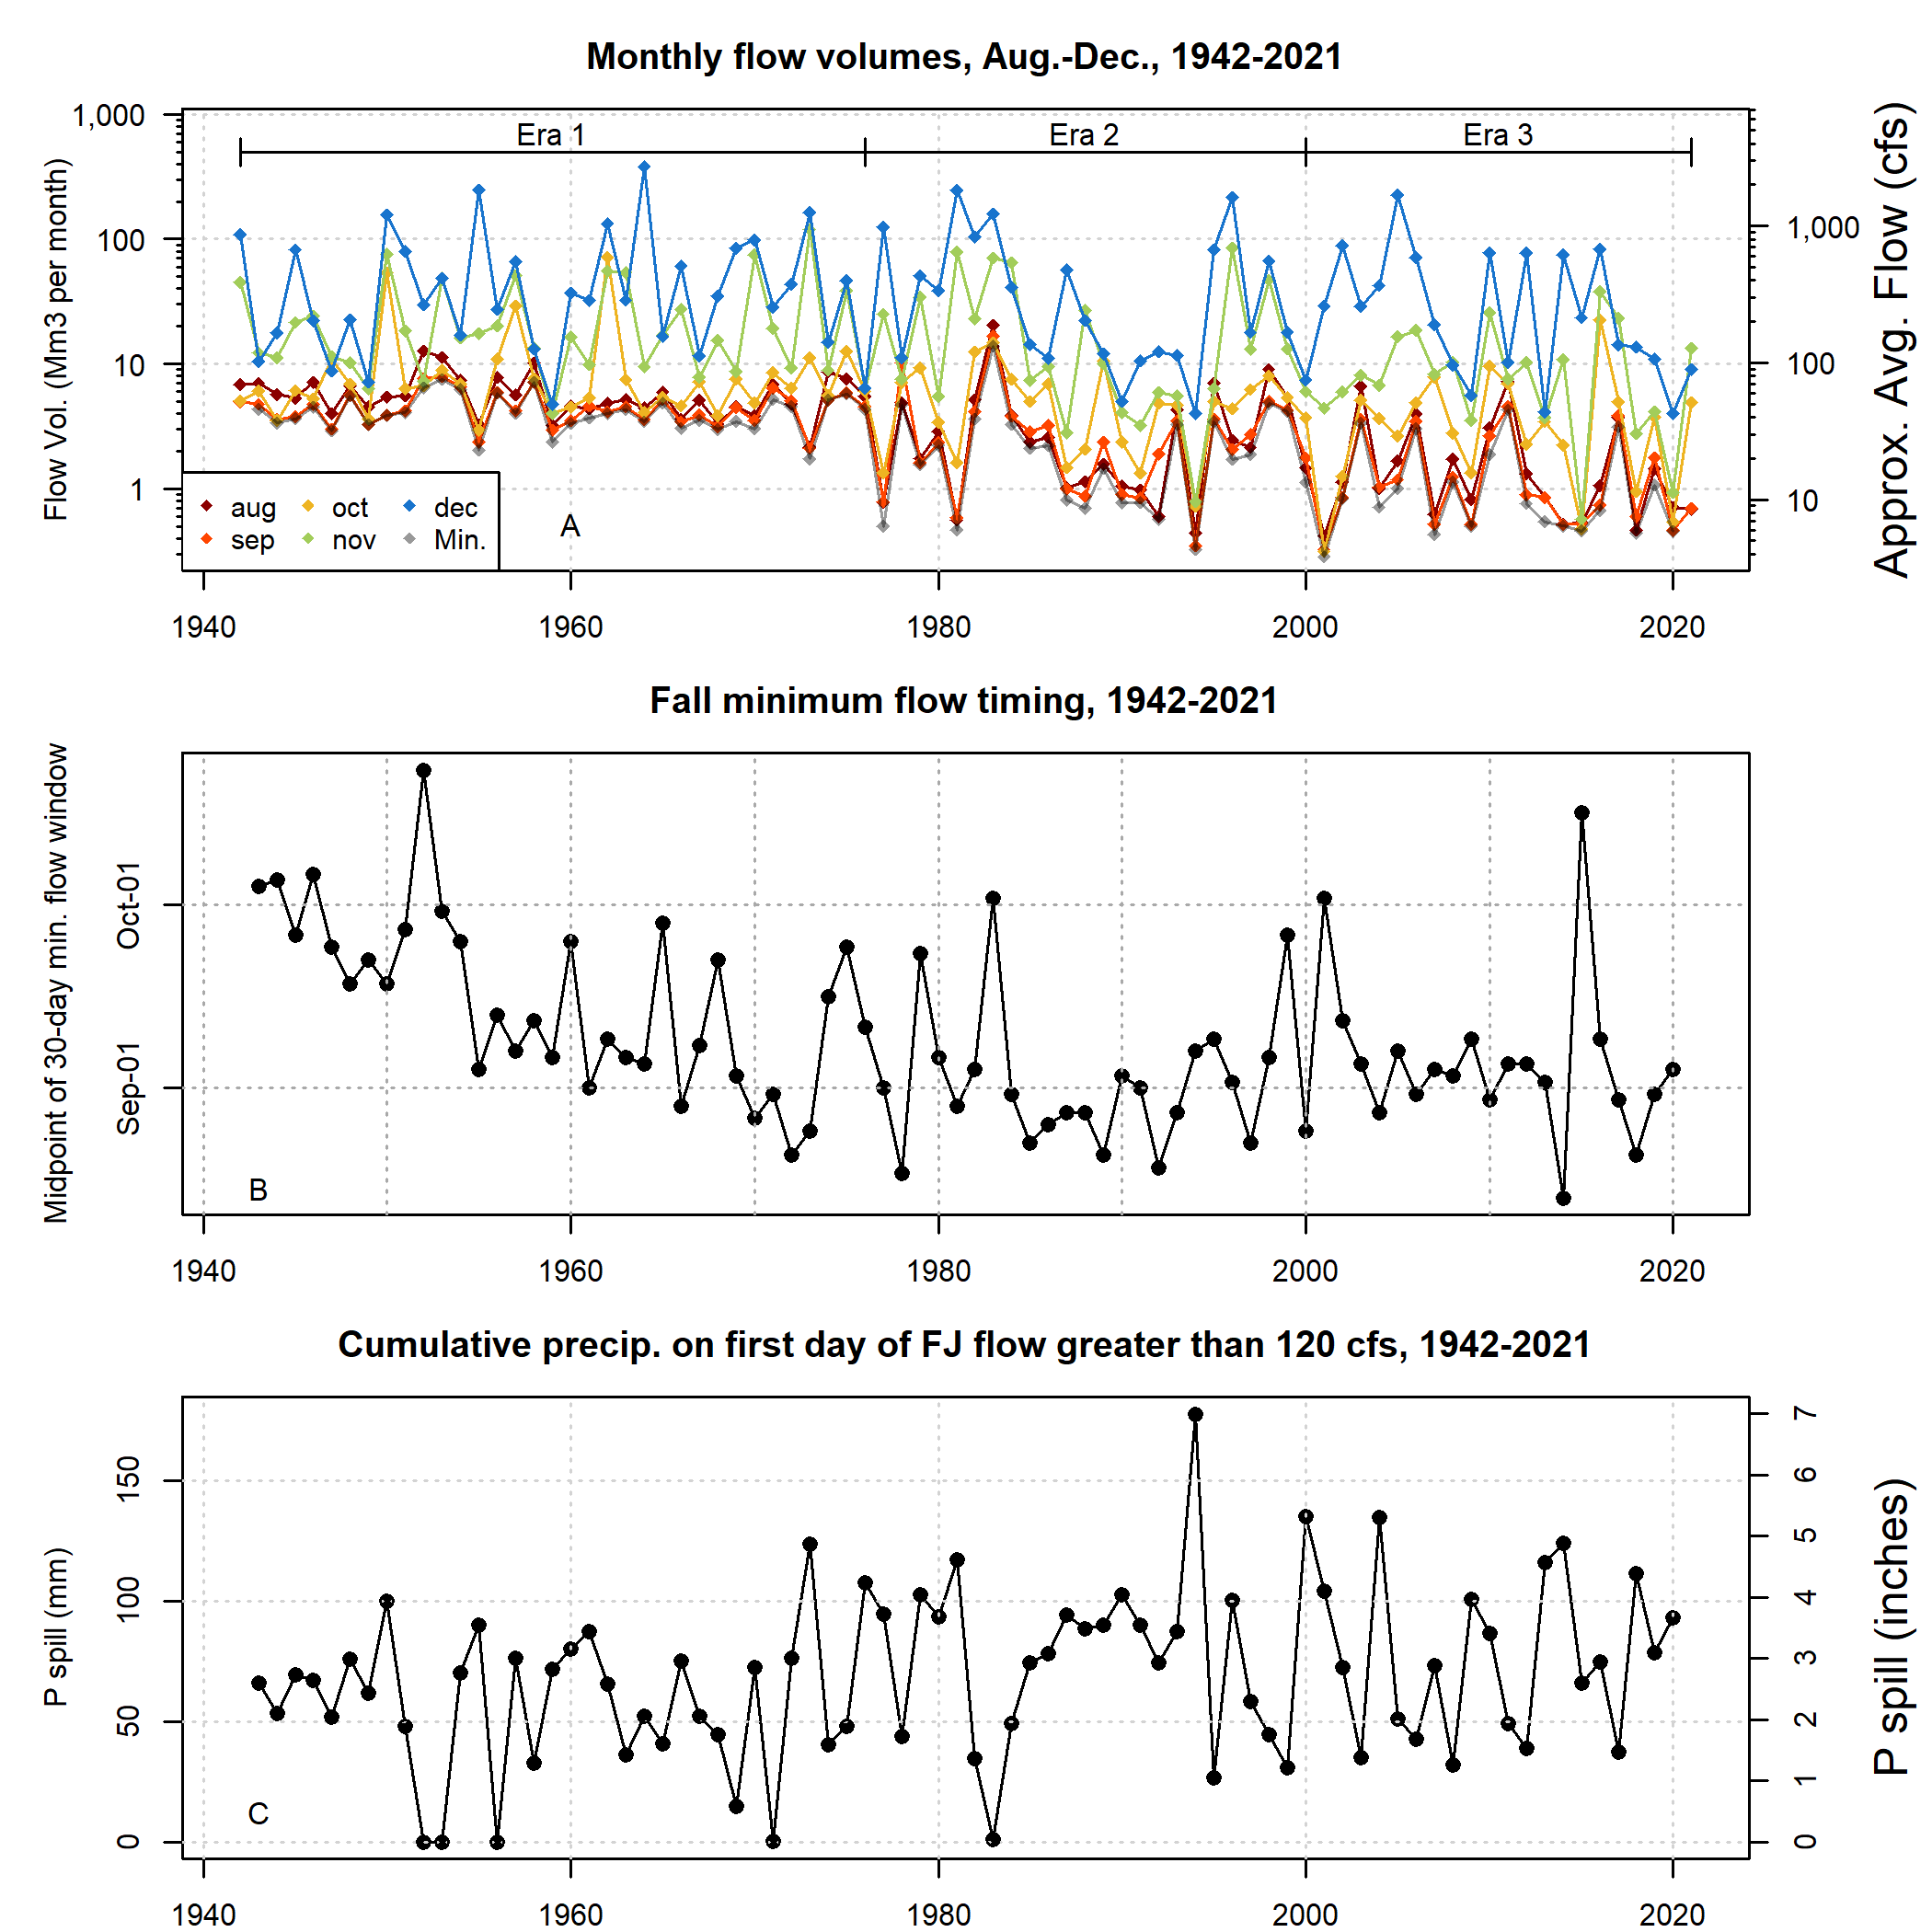 Monthly flow volumes, Aug.-Dec., 1942-2021
Flow Vol. (Mm3 per month)
1,000
100
10
1
Era 1
Era 2
Era 3
Approx. Avg. Flow (cfs)
1,000
100
10
aug
oct
dec
sep
nov
Min.
A
1940
1960
1980
2000
2020
Fall minimum flow timing, 1942-2021
Midpoint of 30-day min. flow window
Oct-01
Sep-01
B
1940
1960
1980
2000
2020
Cumulative precip. on first day of FJ flow greater than 120 cfs, 1942-2021
P spill (mm)
150
100
50
0
C
P spill (inches)
7
6
5
4
3
2
1
0
1940
1960
1980
2000
2020